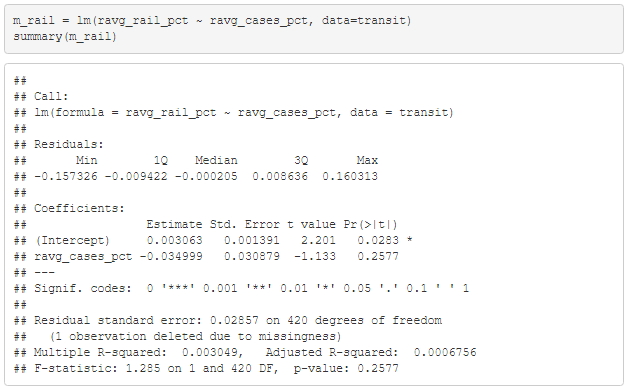 m_rail = lm(ravg_rail_pct ~ ravg_cases_pct, data=transit)
summary(m_rail)
##
## Call:
## lm(formula = ravg_rail_pct ~ ravg_cases_pct, data = transit)
##
## Residuals:
##       Min        1Q    Median        3Q       Max
## -0.157326 -0.009422 -0.000205  0.008636  0.160313
##
## Coefficients:
##                 Estimate Std. Error t value Pr(>|t|)
## (Intercept)     0.003063   0.001391   2.201   0.0283 *
## ravg_cases_pct -0.034999   0.030879  -1.133   0.2577
## ---
## Signif. codes:  0 '***' 0.001 '**' 0.01 '*' 0.05 '.' 0.1 ' ' 1
##
## Residual standard error: 0.02857 on 420 degrees of freedom
##   (1 observation deleted due to missingness)
## Multiple R-squared:  0.003049,   Adjusted R-squared:  0.0006756
## F-statistic: 1.285 on 1 and 420 DF,  p-value: 0.2577